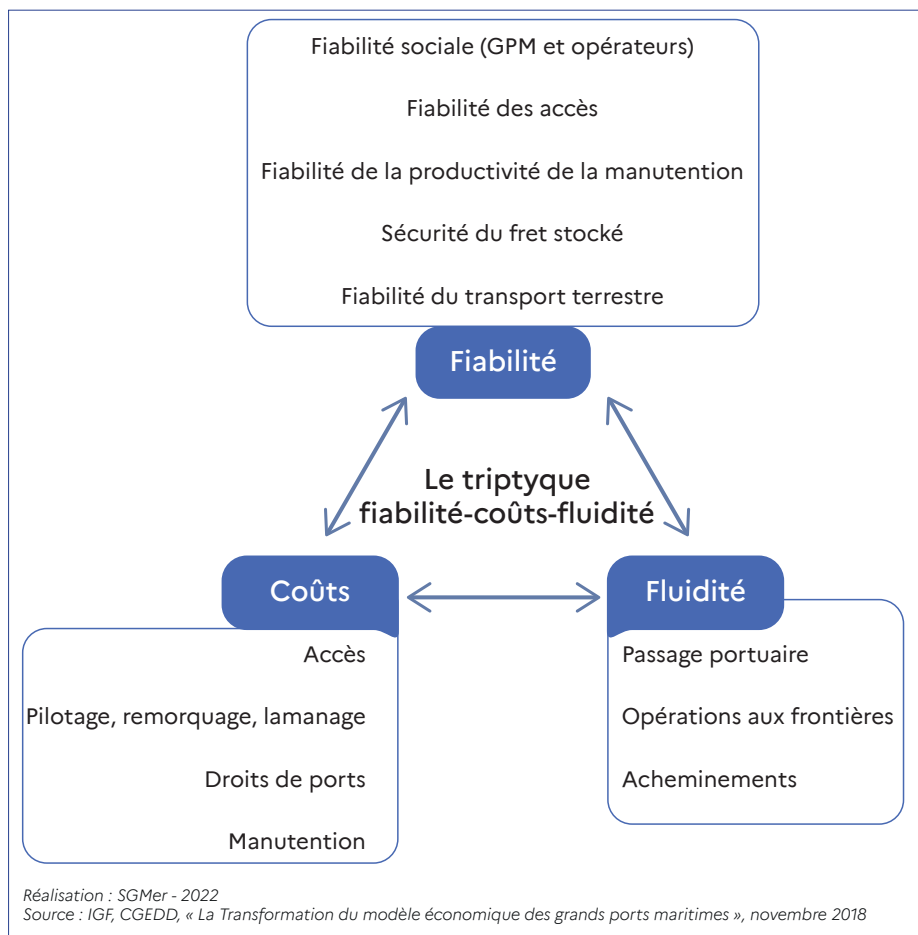 Fiabilité sociale (GPM et opérateurs)
Fiabilité des accès
Fiabilité de la productivité de la manutention
Sécurité du fret stocké
Fiabilité du transport terrestre
Fiabilité
Le triptyque
fiabilité-coûts-fluidité
Coûts
Accès
Pilotage, remorquage, lamanage
Droits de ports
Manutention
Fluidité
Passage portuaire
Opérations aux frontières
Acheminements
Réalisation : SGMer - 2022
Source : IGF, CGEDD, « La Transformation du modèle économique des grands ports maritimes », novembre 2018